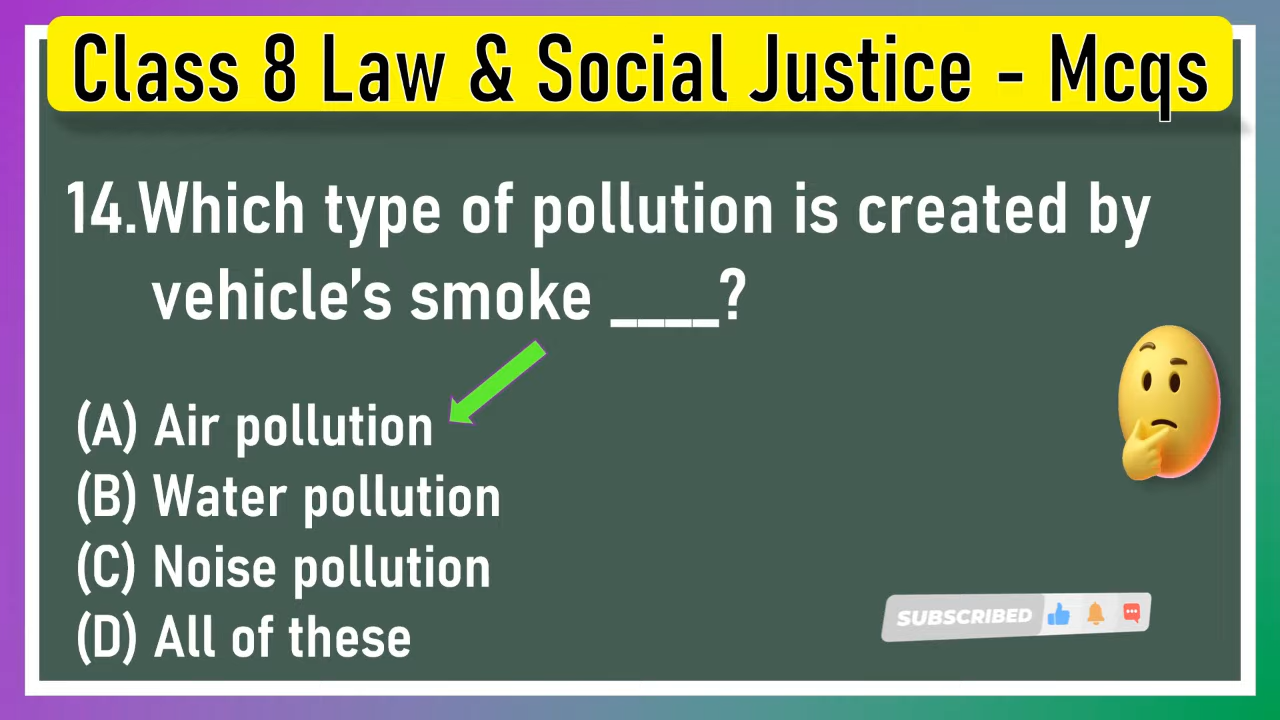 Class 8 Law & Social Justice - Mcqs
14.Which type of pollution is created by
vehicle's smoke ____?
(A) Air pollution
(B) Water pollution
(C) Noise pollution
(D) All of these
SUBSCRIBED